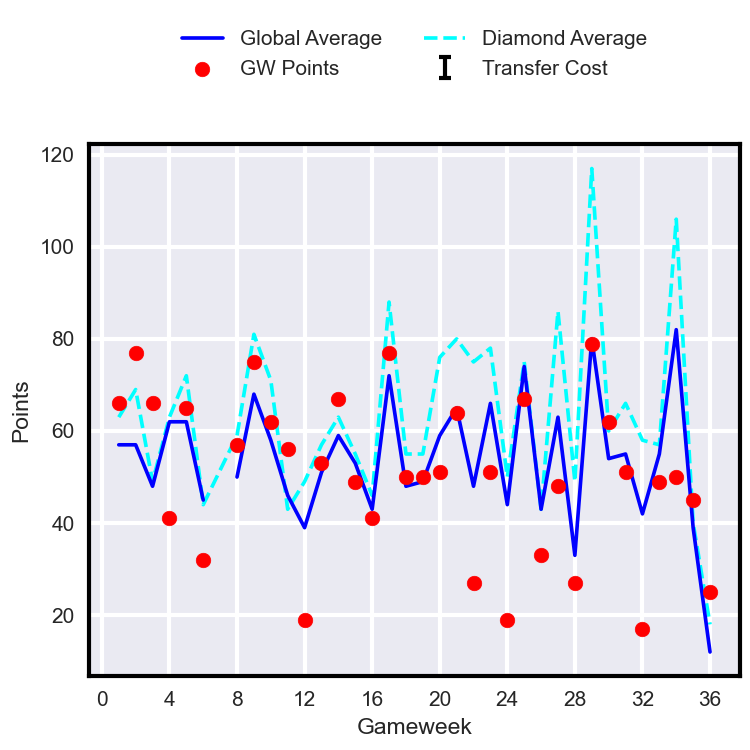 Global Average
Diamond Average
GW Points
Transfer Cost
120
100
80
60
40
20
Points
0 4 8 12 16 20 24 28 32 36
Gameweek